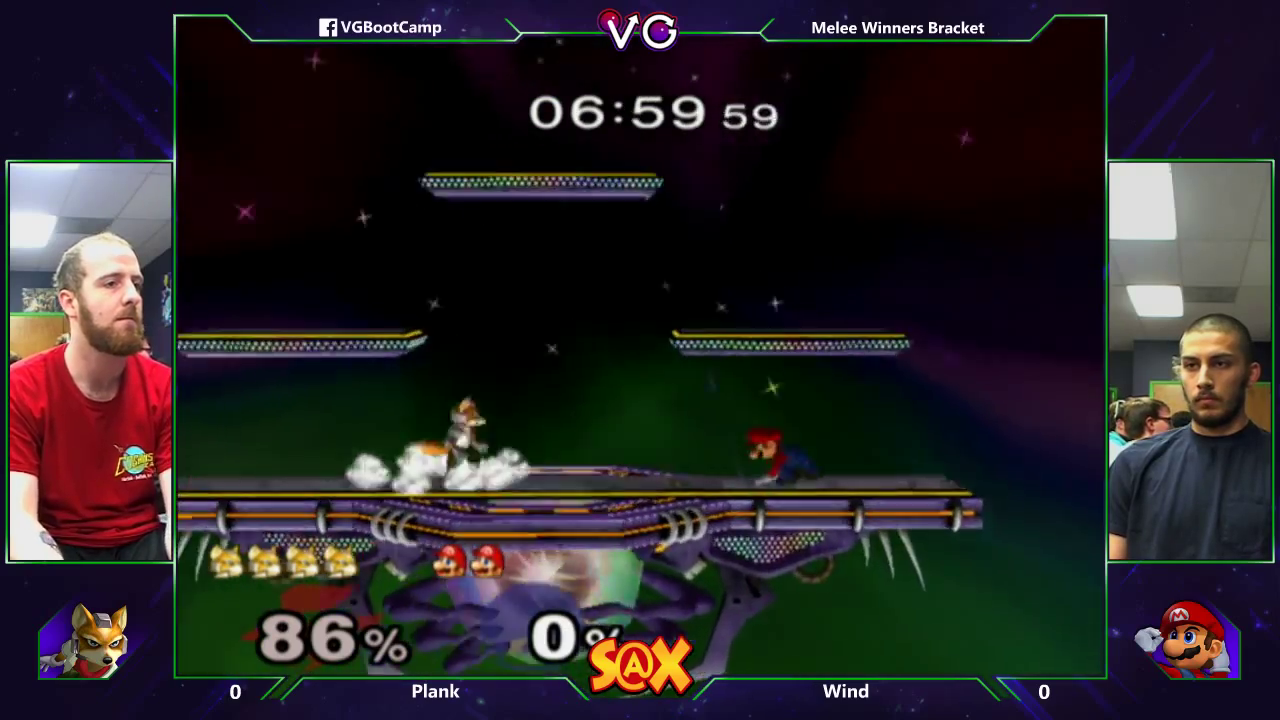 VGBootCamp
VG
Melee Winners Bracket
06:59 59
86%
0%
S@X
0
Plank
Wind
0